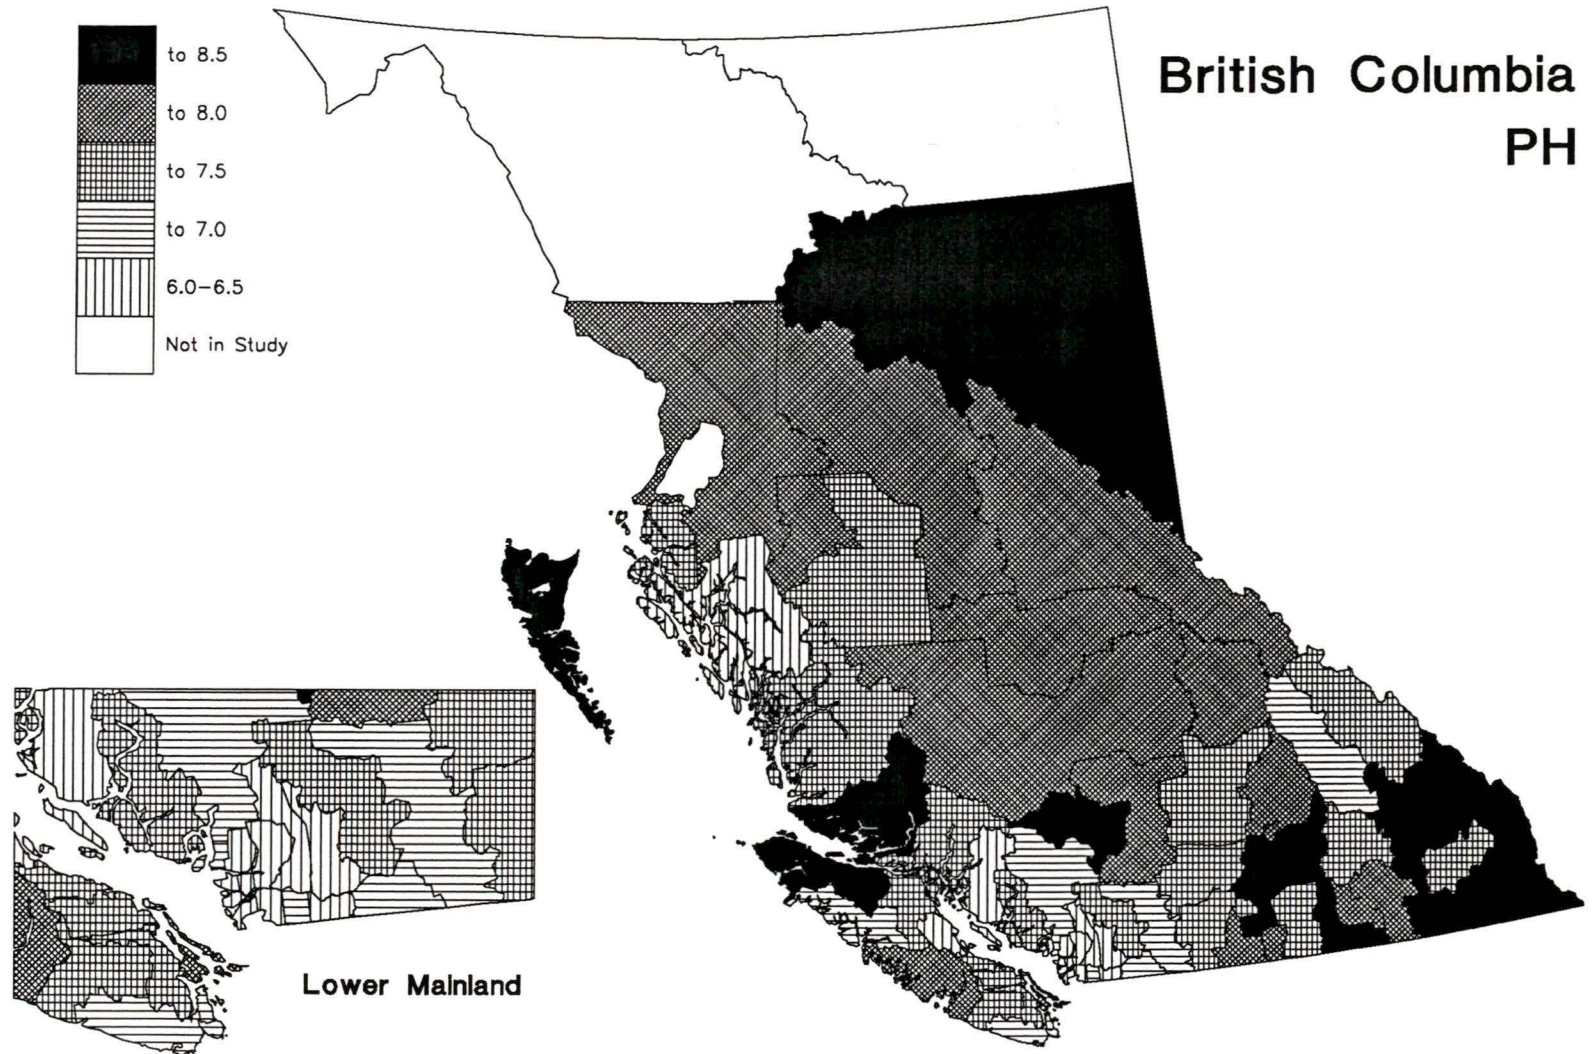 British Columbia
PH
to 8.5
to 8.0
to 7.5
to 7.0
6.0-6.5
Not in Study
Lower Mainland